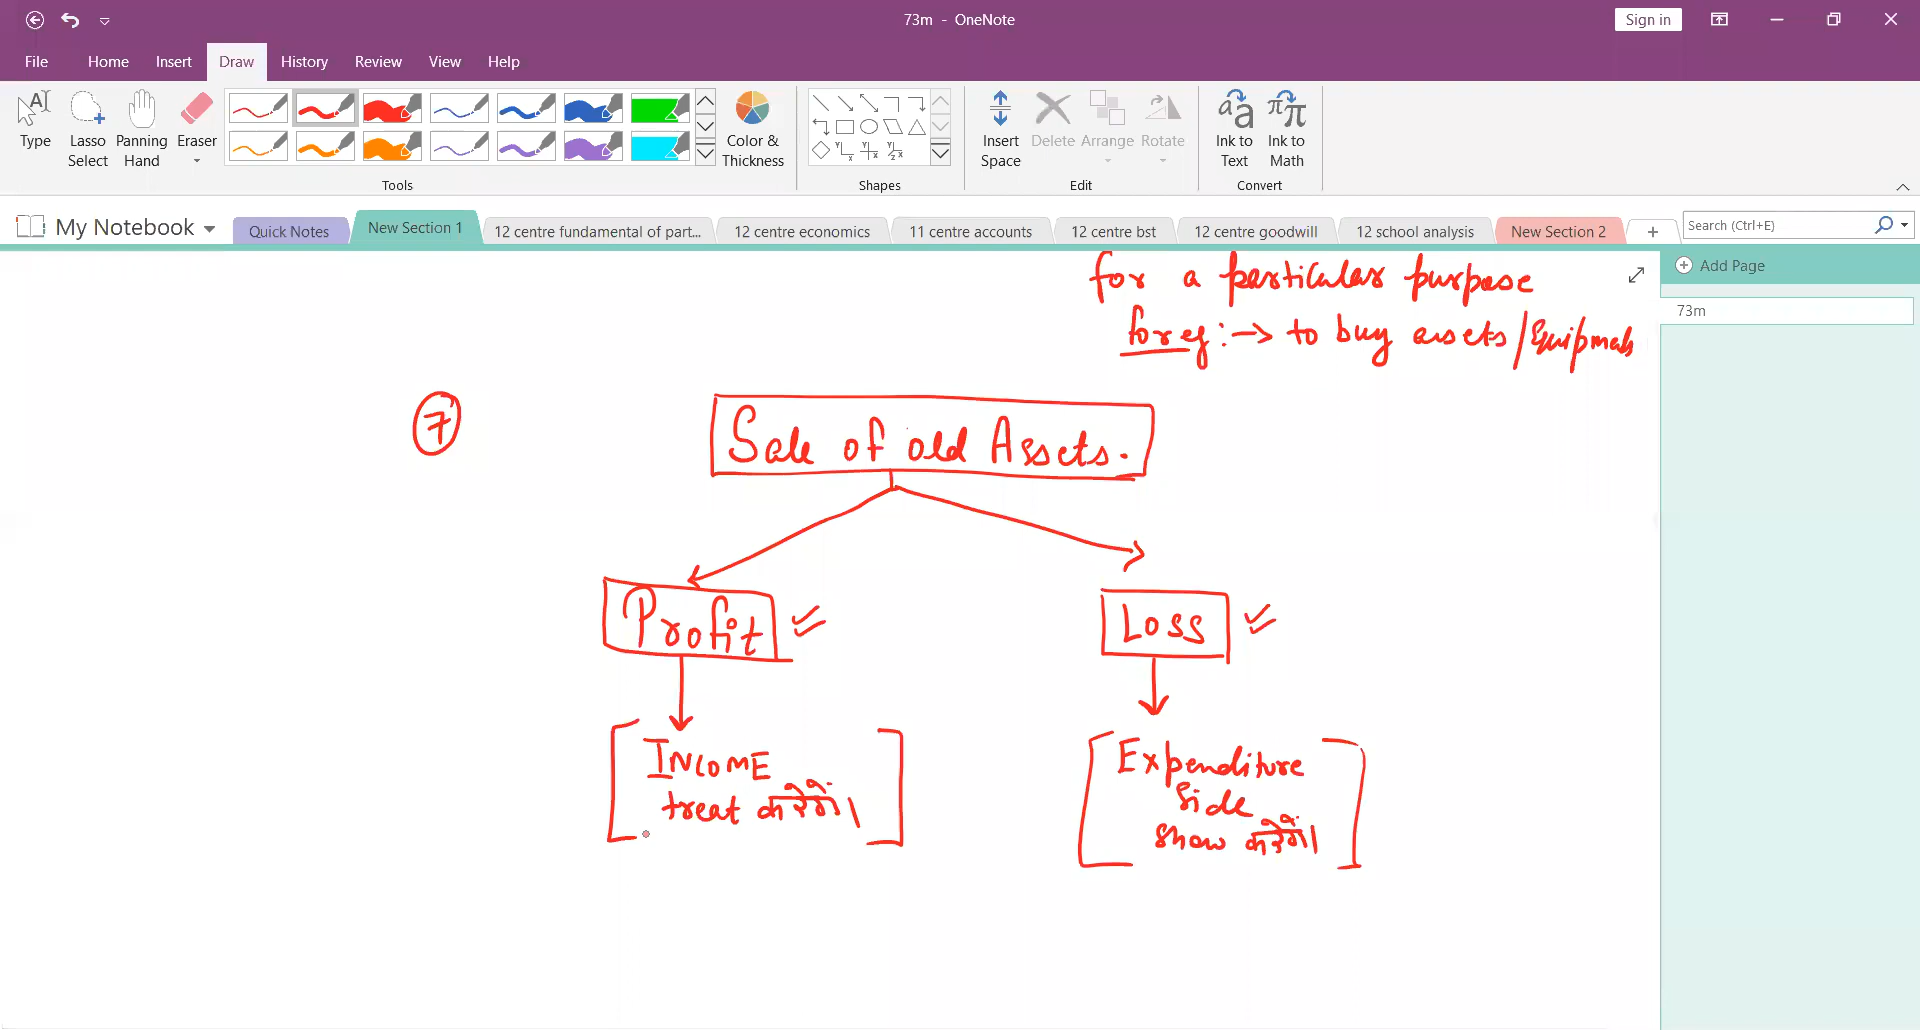 73m - OneNote
Sign in
File Home Insert Draw History Review View Help
Type
Lasso Select
Panning Hand
Eraser
Color & Thickness
Insert Space
Delete
Arrange
Rotate
Ink to Text
Ink to Math
Tools Shapes Edit Convert
My Notebook Quick Notes New Section 1 12 centre fundamental of part... 12 centre economics 11 centre accounts 12 centre bst 12 centre goodwill 12 school analysis New Section 2 + Search (Ctrl+E)
Add Page
73m
for a particular purpose
for eg :→ to buy assets/Equipments
7
Sale of old Assets.
Profit
Loss
INCOME
treat करेंगे।
Expenditure
Side
show करेंगे।